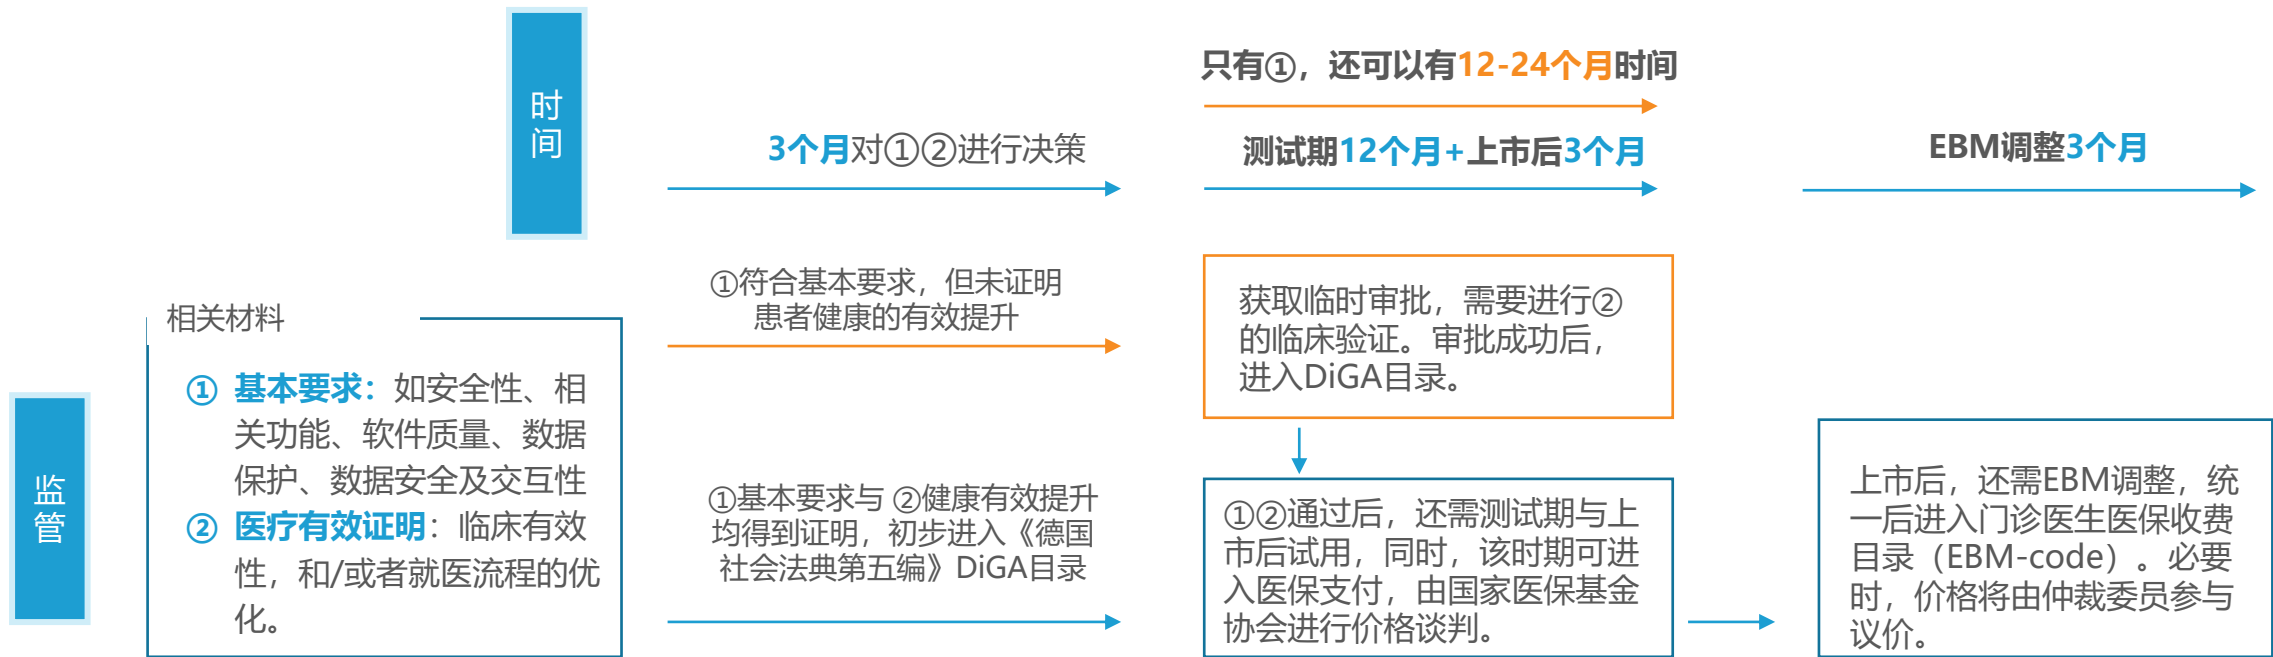 时间
只有①，还可以有12-24个月时间
3个月对①②进行决策
测试期12个月+上市后3个月
EBM调整3个月
监管
相关材料
① 基本要求：如安全性、相
关功能、软件质量、数据
保护、数据安全及交互性
② 医疗有效证明：临床有效
性，和/或者就医流程的优
化。
①符合基本要求，但未证明
患者健康的有效提升
①基本要求与 ②健康有效提升
均得到证明，初步进入《德国
社会法典第五编》DiGA目录
获取临时审批，需要进行②
的临床验证。审批成功后，
进入DiGA目录。
①②通过后，还需测试期与上
市后试用，同时，该时期可进
入医保支付，由国家医保基金
协会进行价格谈判。
上市后，还需EBM调整，统
一后进入门诊医生医保收费
目录（EBM-code）。必要
时，价格将由仲裁委员参与
议价。